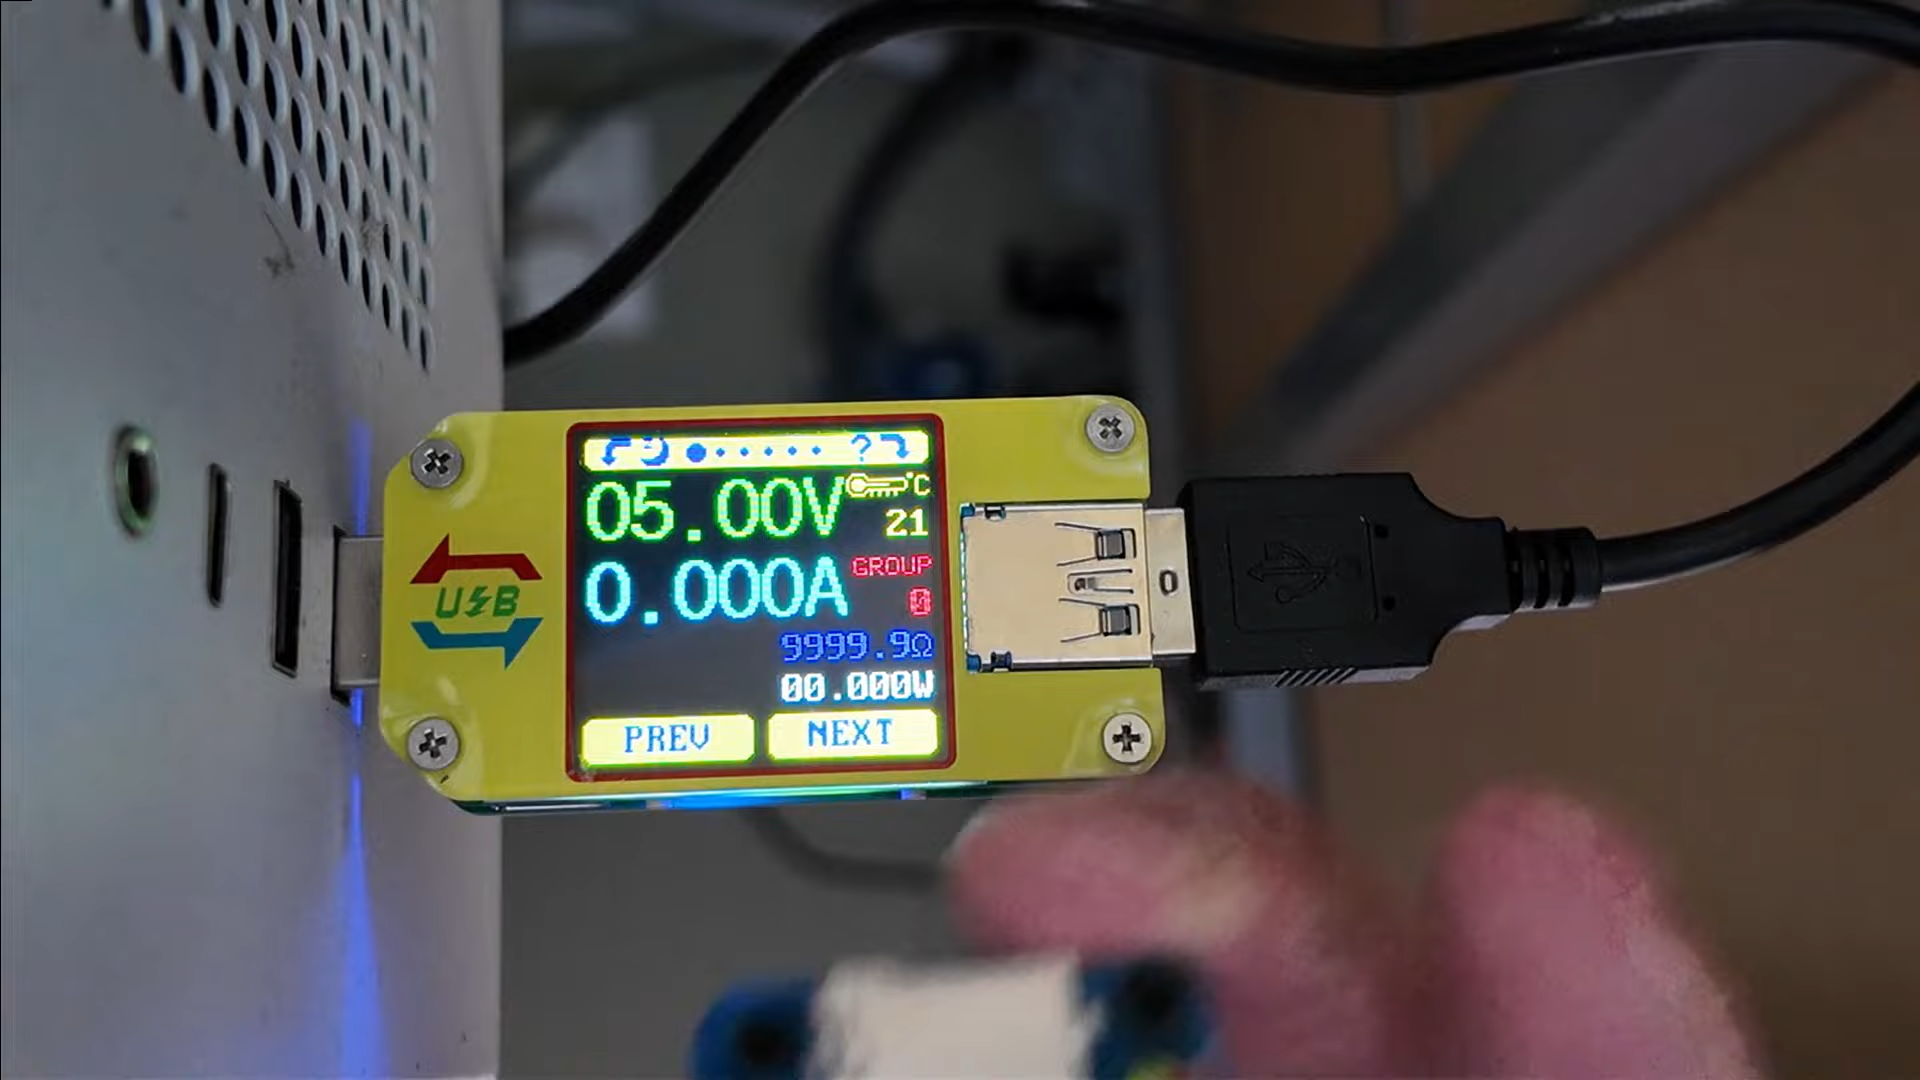 USB
?
05.00V
°C
21
0.000A
GROUP
0
9999.9Ω
00.000W
PREV
NEXT